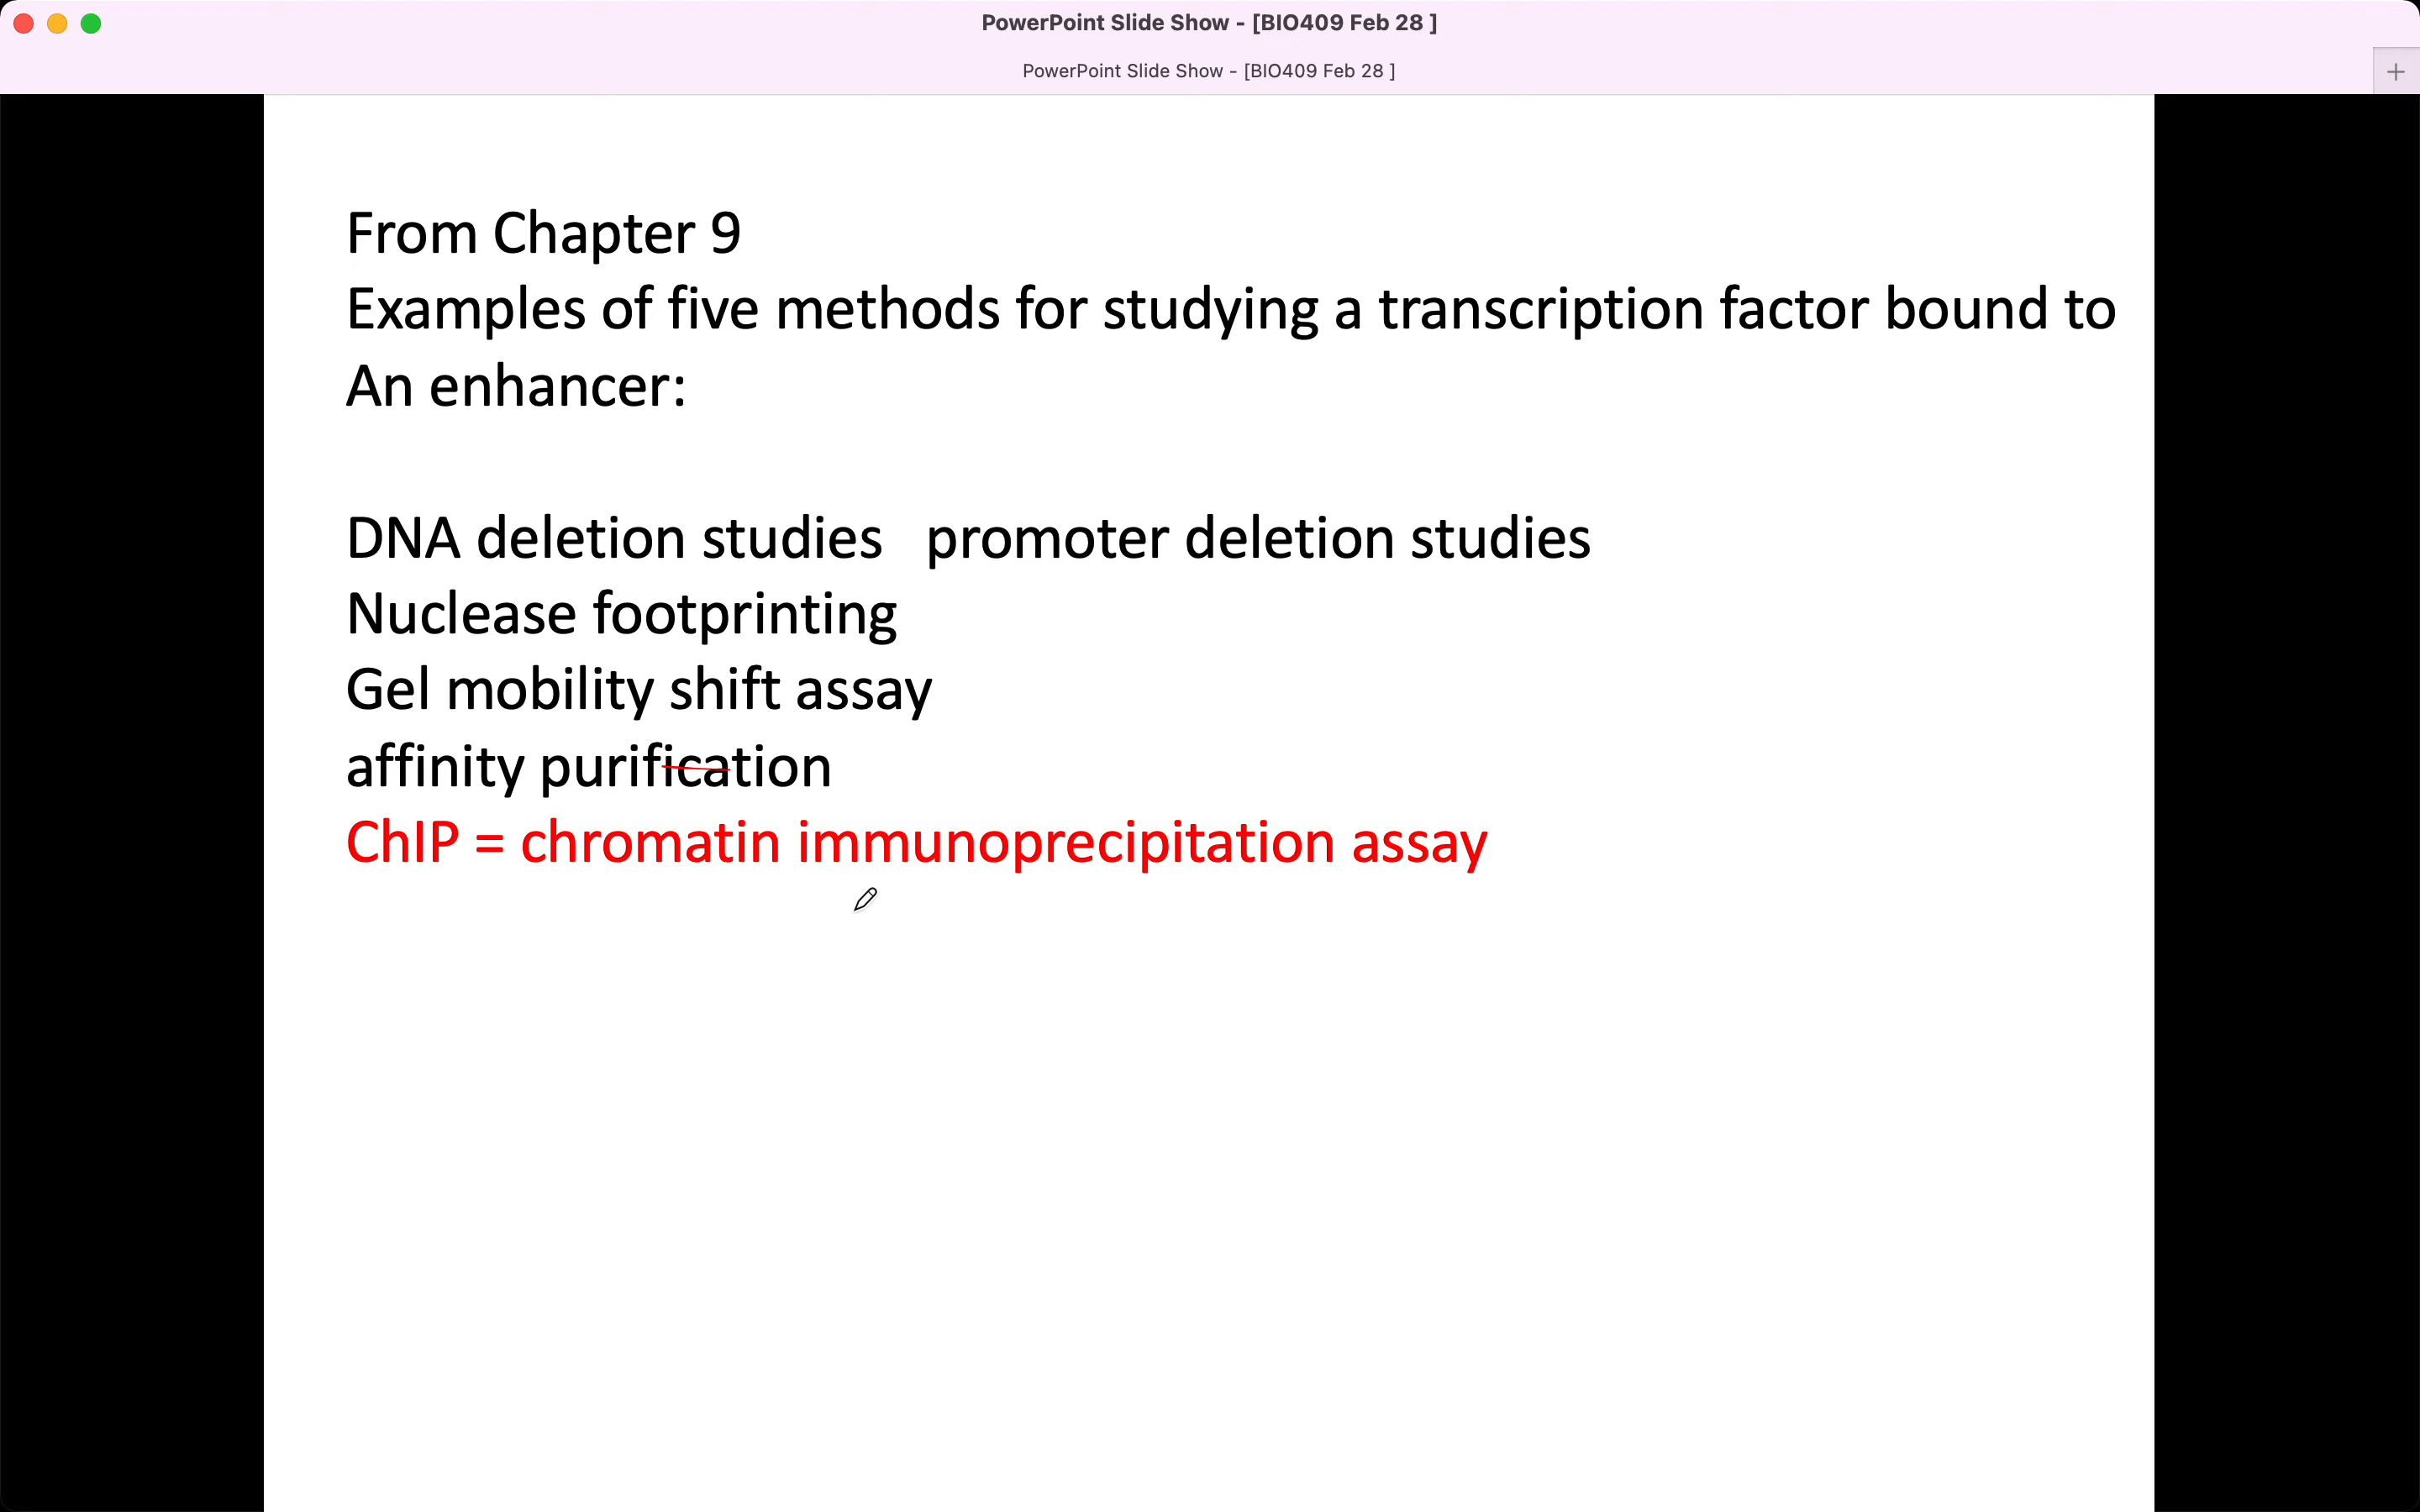 PowerPoint Slide Show - [BIO409 Feb 28 ]
PowerPoint Slide Show - [BIO409 Feb 28 ]
From Chapter 9
Examples of five methods for studying a transcription factor bound to
An enhancer:
DNA deletion studies   promoter deletion studies
Nuclease footprinting
Gel mobility shift assay
affinity purification
ChIP = chromatin immunoprecipitation assay